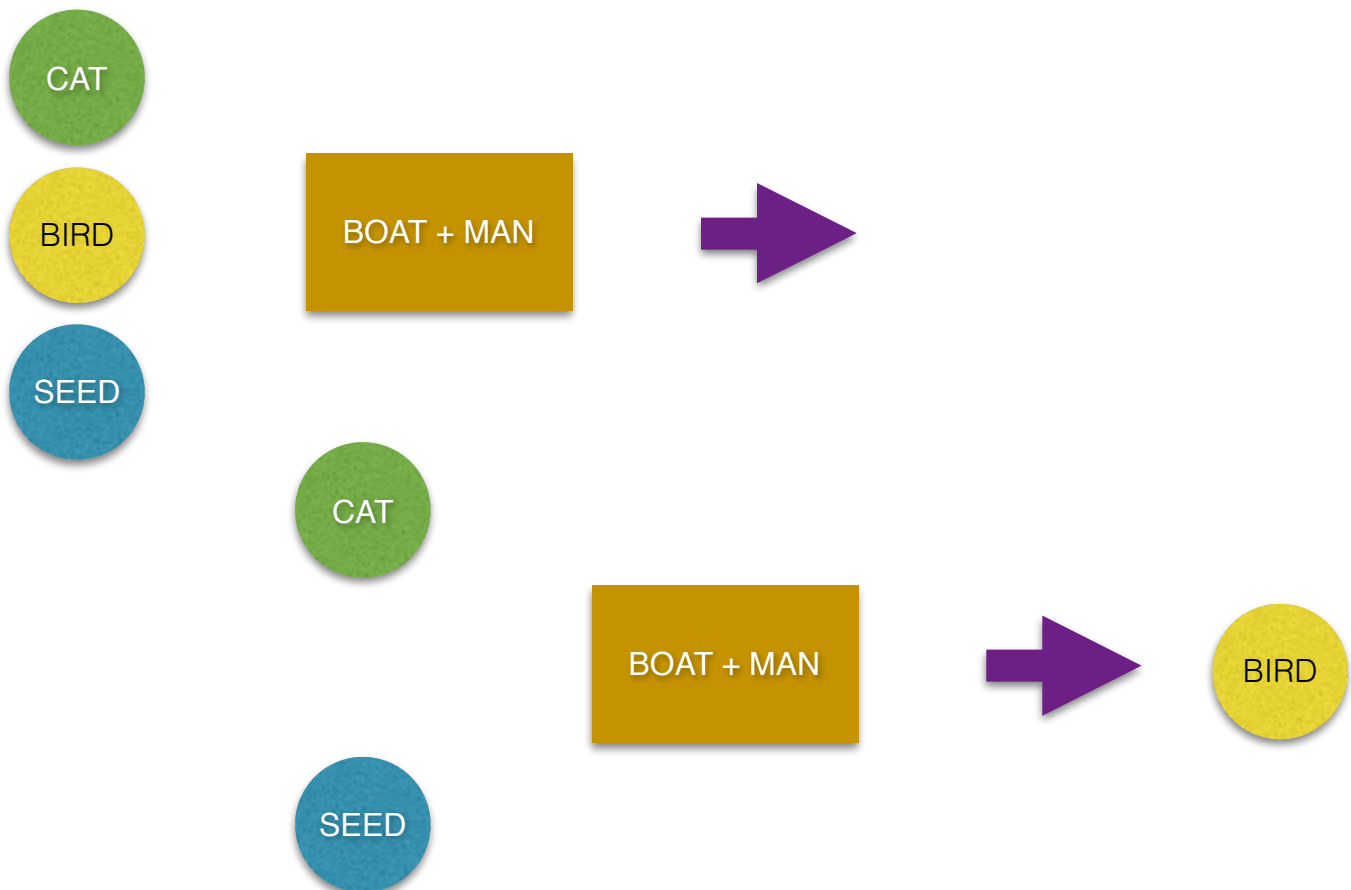 CAT
BIRD
BOAT + MAN
SEED
CAT
BOAT + MAN
BIRD
SEED